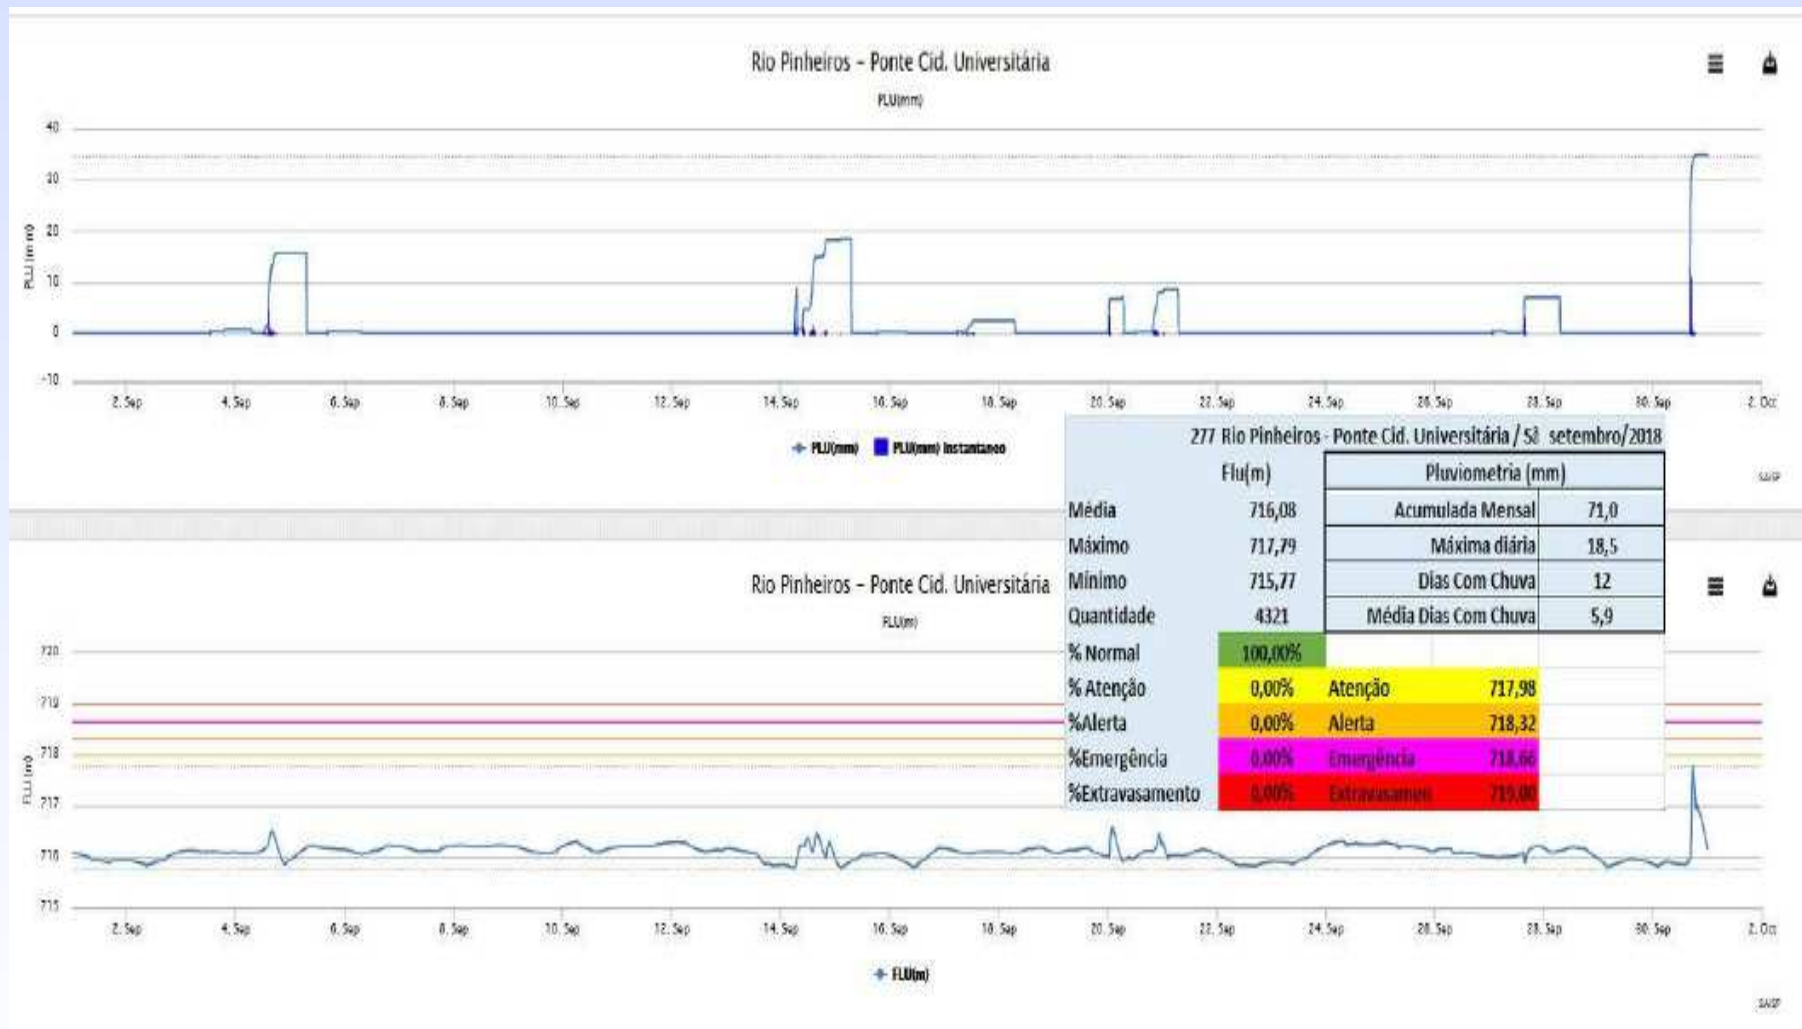 Rio Pinheiros – Ponte Cid. Universitária
PLU(mm)
40
30
20
10
0
-10
PLU (mm)
2. Sep 4. Sep 6. Sep 8. Sep 10. Sep 12. Sep 14. Sep 16. Sep 18. Sep 20. Sep 22. Sep 24. Sep 26. Sep 28. Sep 30. Sep 2. Oct
PLU(mm) PLU(mm) Instantaneo
277 Rio Pinheiros - Ponte Cid. Universitária / Sã setembro/2018
Flu(m) Pluviometria (mm)
Média 716,08 Acumulada Mensal 71,0
Máximo 717,79 Máxima diária 18,5
Mínimo 715,77 Dias Com Chuva 12
Quantidade 4321 Média Dias Com Chuva 5,9
% Normal 100,00%
% Atenção 0,00% Atenção 717,98
%Alerta 0,00% Alerta 718,32
%Emergência 0,00% Emergência 718,66
%Extravasamento 0,00% Extravasamen 719,00
SAISP
Rio Pinheiros – Ponte Cid. Universitária
FLU(m)
720
719
718
717
716
715
FLU (m)
2. Sep 4. Sep 6. Sep 8. Sep 10. Sep 12. Sep 14. Sep 16. Sep 18. Sep 20. Sep 22. Sep 24. Sep 26. Sep 28. Sep 30. Sep 2. Oct
FLU(m)
SAISP